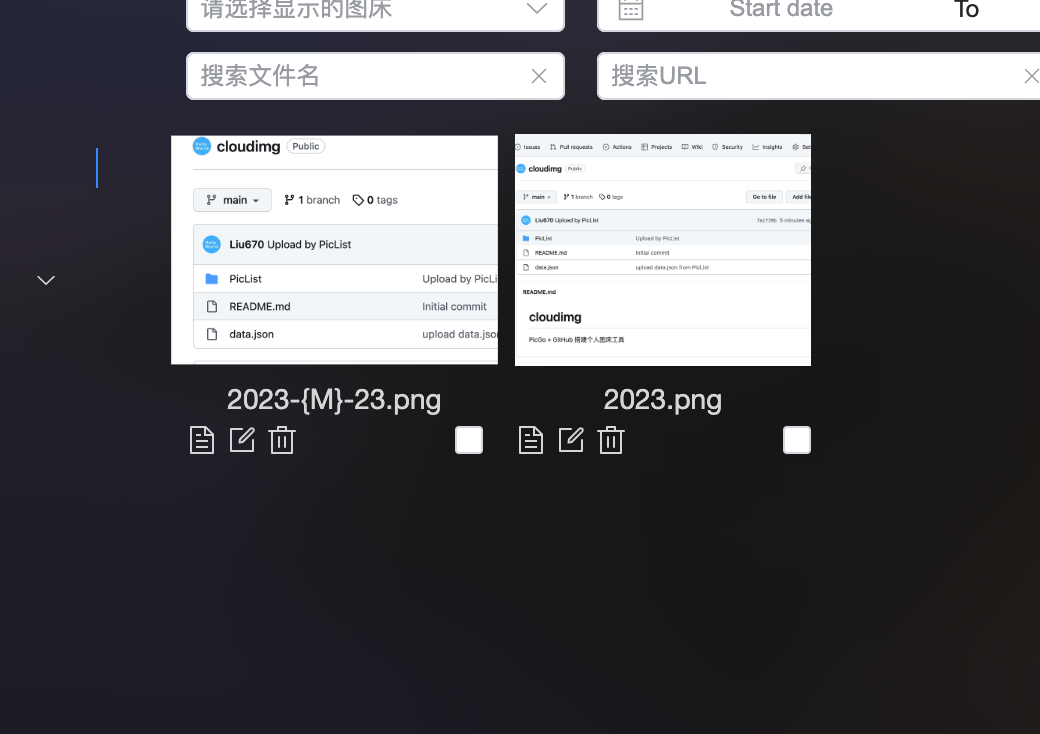 请选择显示的图床
Start date
To
搜索文件名
搜索URL
cloudimg Public
main 1 branch 0 tags
Liu670 Upload by PicList
PicList Upload by PicLi
README.md Initial commit
data.json upload data.jso
Issues Pull requests Actions Projects Wiki Security Insights Set
cloudimg Public
main 1 branch 0 tags Go to file Add file
Liu670 Upload by PicList 5 minutes ag
PicList Upload by PicList
README.md Initial commit
data.json upload data.json from PicList
README.md
cloudimg
PicGo + GitHub 搭建个人图床工具
2023-{M}-23.png
2023.png